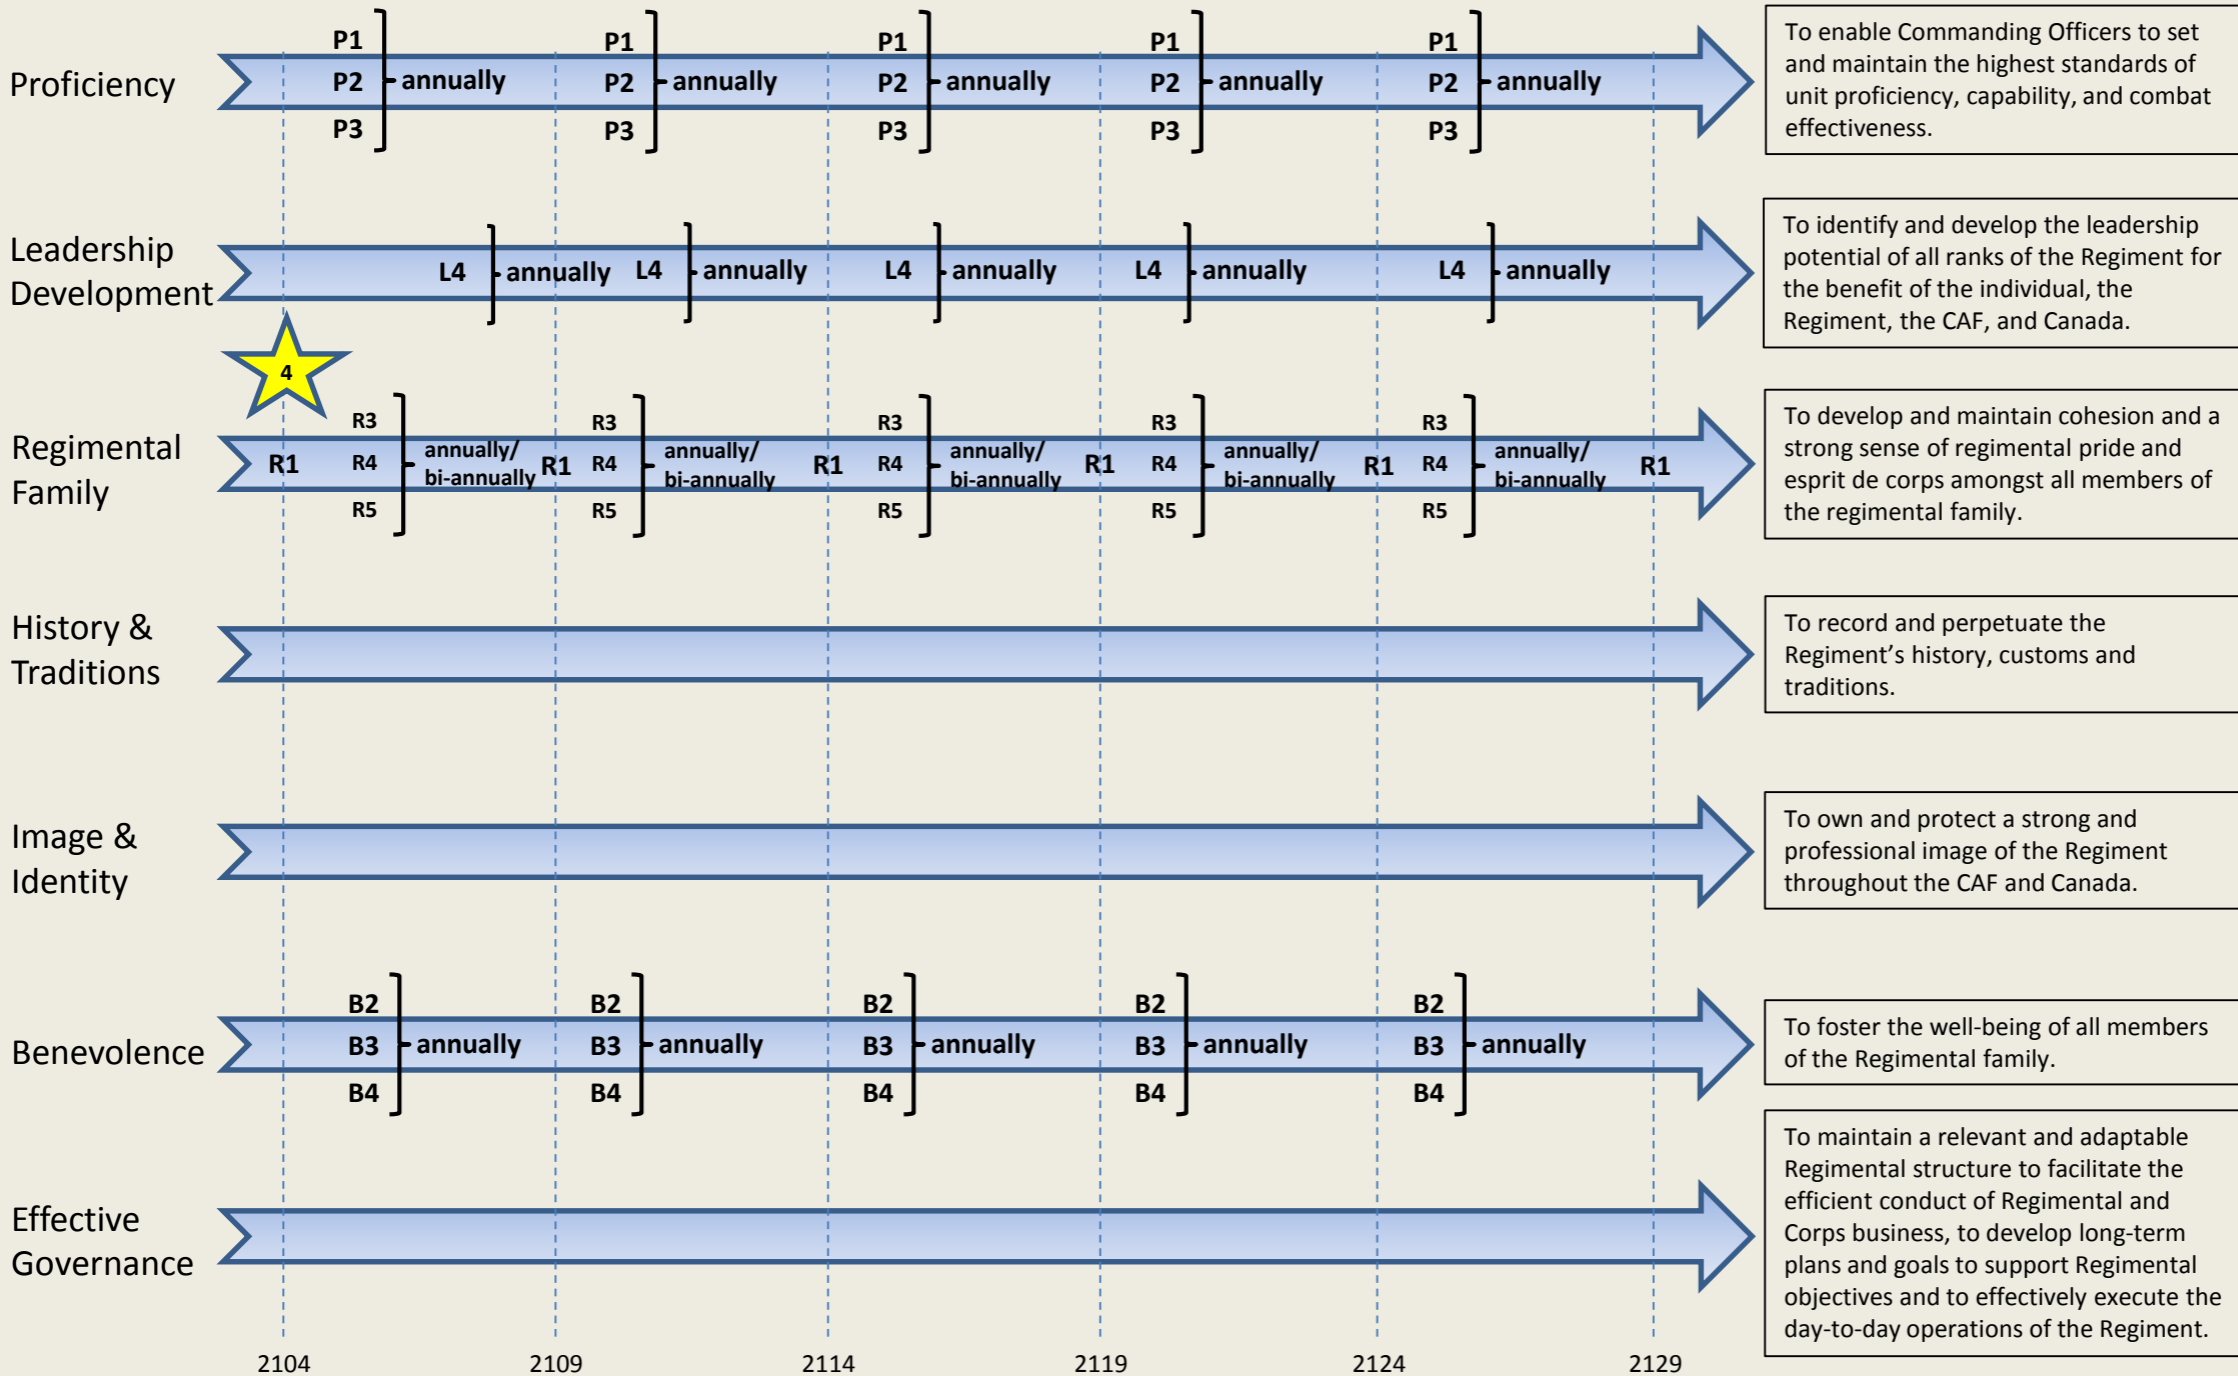 Proficiency
P1
P2
P3
annually
P1
P2
P3
annually
P1
P2
P3
annually
P1
P2
P3
annually
P1
P2
P3
annually
To enable Commanding Officers to set
and maintain the highest standards of
unit proficiency, capability, and combat
effectiveness.
Leadership
Development
L4
annually
L4
annually
L4
annually
L4
annually
L4
annually
To identify and develop the leadership
potential of all ranks of the Regiment for
the benefit of the individual, the
Regiment, the CAF, and Canada.
4
Regimental
Family
R1
R3
R4
R5
annually/
bi-annually
R1
R3
R4
R5
annually/
bi-annually
R1
R3
R4
R5
annually/
bi-annually
R1
R3
R4
R5
annually/
bi-annually
R1
R3
R4
R5
annually/
bi-annually
R1
To develop and maintain cohesion and a
strong sense of regimental pride and
esprit de corps amongst all members of
the regimental family.
History &
Traditions
To record and perpetuate the
Regiment’s history, customs and
traditions.
Image &
Identity
To own and protect a strong and
professional image of the Regiment
throughout the CAF and Canada.
Benevolence
B2
B3
B4
annually
B2
B3
B4
annually
B2
B3
B4
annually
B2
B3
B4
annually
B2
B3
B4
annually
To foster the well-being of all members
of the Regimental family.
Effective
Governance
To maintain a relevant and adaptable
Regimental structure to facilitate the
efficient conduct of Regimental and
Corps business, to develop long-term
plans and goals to support Regimental
objectives and to effectively execute the
day-to-day operations of the Regiment.
2104
2109
2114
2119
2124
2129